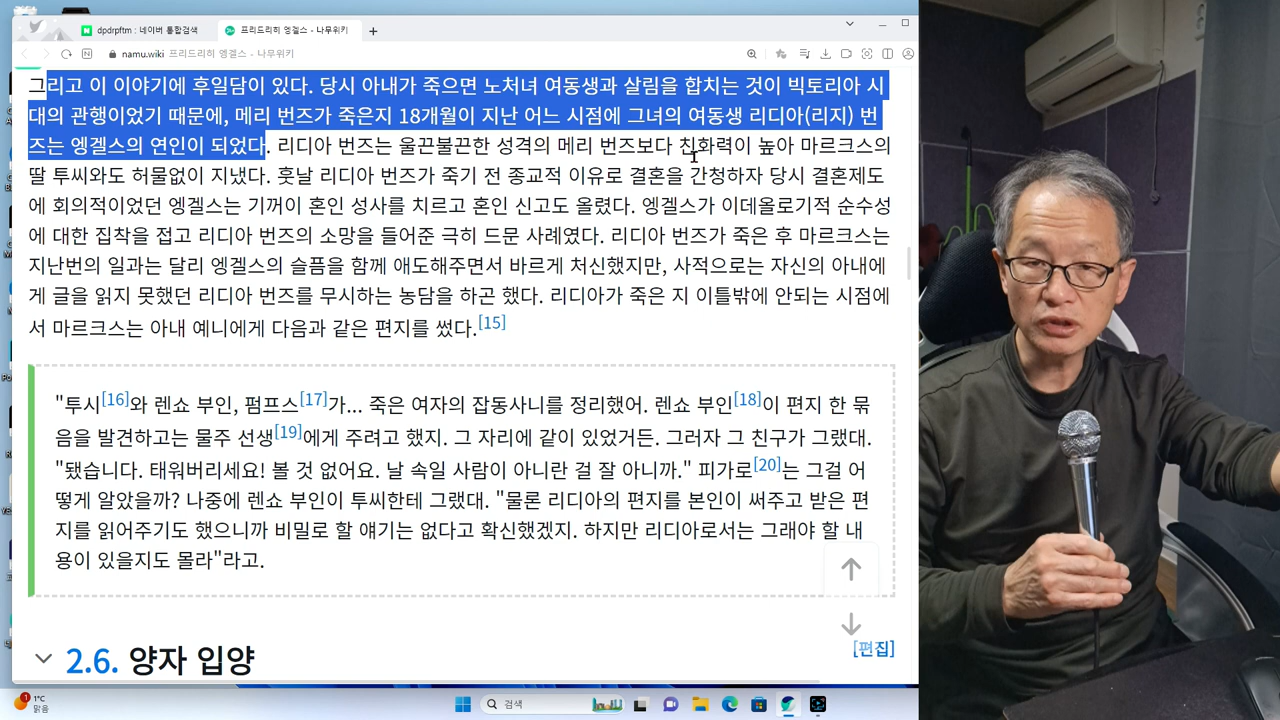 dpdrpftm : 네이버 통합검색
프리드리히 엥겔스 - 나무위키
namu.wiki 프리드리히 엥겔스 - 나무위키
그리고 이 이야기에 후일담이 있다. 당시 아내가 죽으면 노처녀 여동생과 살림을 합치는 것이 빅토리아 시
대의 관행이었기 때문에, 메리 번즈가 죽은지 18개월이 지난 어느 시점에 그녀의 여동생 리디아(리지) 번
즈는 엥겔스의 연인이 되었다. 리디아 번즈는 울끈불끈한 성격의 메리 번즈보다 친화력이 높아 마르크스의
딸 투씨와도 허물없이 지냈다. 훗날 리디아 번즈가 죽기 전 종교적 이유로 결혼을 간청하자 당시 결혼제도
에 회의적이었던 엥겔스는 기꺼이 혼인 성사를 치르고 혼인 신고도 올렸다. 엥겔스가 이데올로기적 순수성
에 대한 집착을 접고 리디아 번즈의 소망을 들어준 극히 드문 사례였다. 리디아 번즈가 죽은 후 마르크스는
지난번의 일과는 달리 엥겔스의 슬픔을 함께 애도해주면서 바르게 처신했지만, 사적으로는 자신의 아내에
게 글을 읽지 못했던 리디아 번즈를 무시하는 농담을 하곤 했다. 리디아가 죽은 지 이틀밖에 안되는 시점에
서 마르크스는 아내 예니에게 다음과 같은 편지를 썼다.[15]
"투시[16]와 렌쇼 부인, 펌프스[17]가... 죽은 여자의 잡동사니를 정리했어. 렌쇼 부인[18]이 편지 한 묶
음을 발견하고는 물주 선생[19]에게 주려고 했지. 그 자리에 같이 있었거든. 그러자 그 친구가 그랬대.
"됐습니다. 태워버리세요! 볼 것 없어요. 날 속일 사람이 아니란 걸 잘 아니까." 피가로[20]는 그걸 어
떻게 알았을까? 나중에 렌쇼 부인이 투씨한테 그랬대. "물론 리디아의 편지를 본인이 써주고 받은 편
지를 읽어주기도 했으니까 비밀로 할 얘기는 없다고 확신했겠지. 하지만 리디아로서는 그래야 할 내
용이 있을지도 몰라"라고.
2.6. 양자 입양
[편집]
1
1°C
맑음
검색